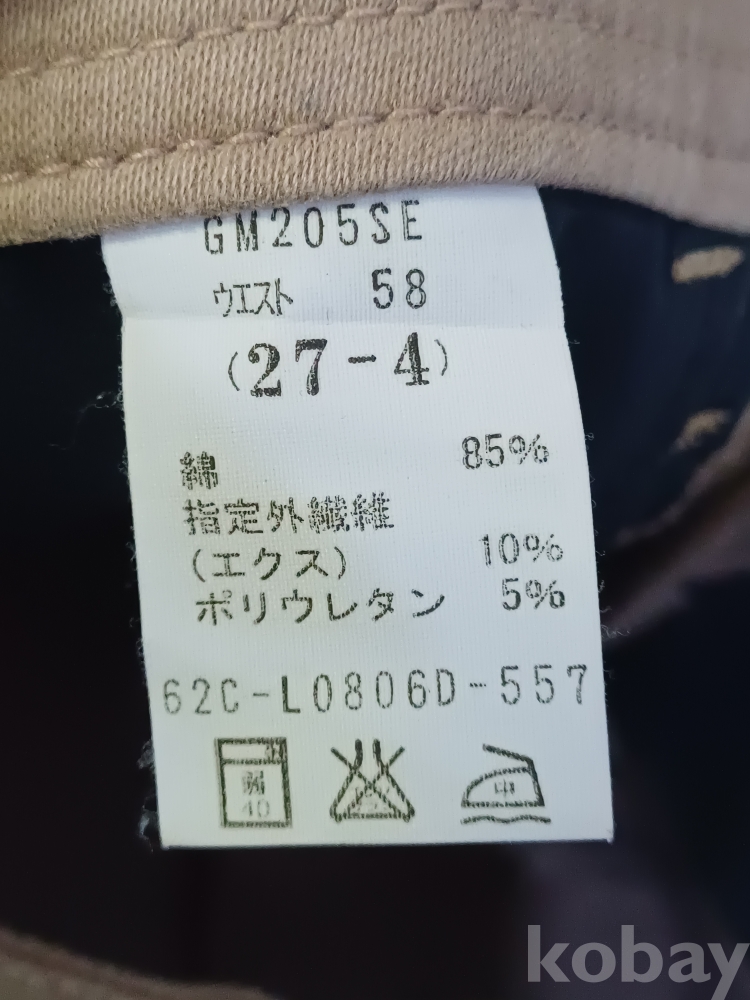 GM205SE
ウエスト 58
(27-4)
綿 85%
指定外繊維
(エクス) 10%
ポリウレタン 5%
62C-L0806D-557
弱
40
中
kobay